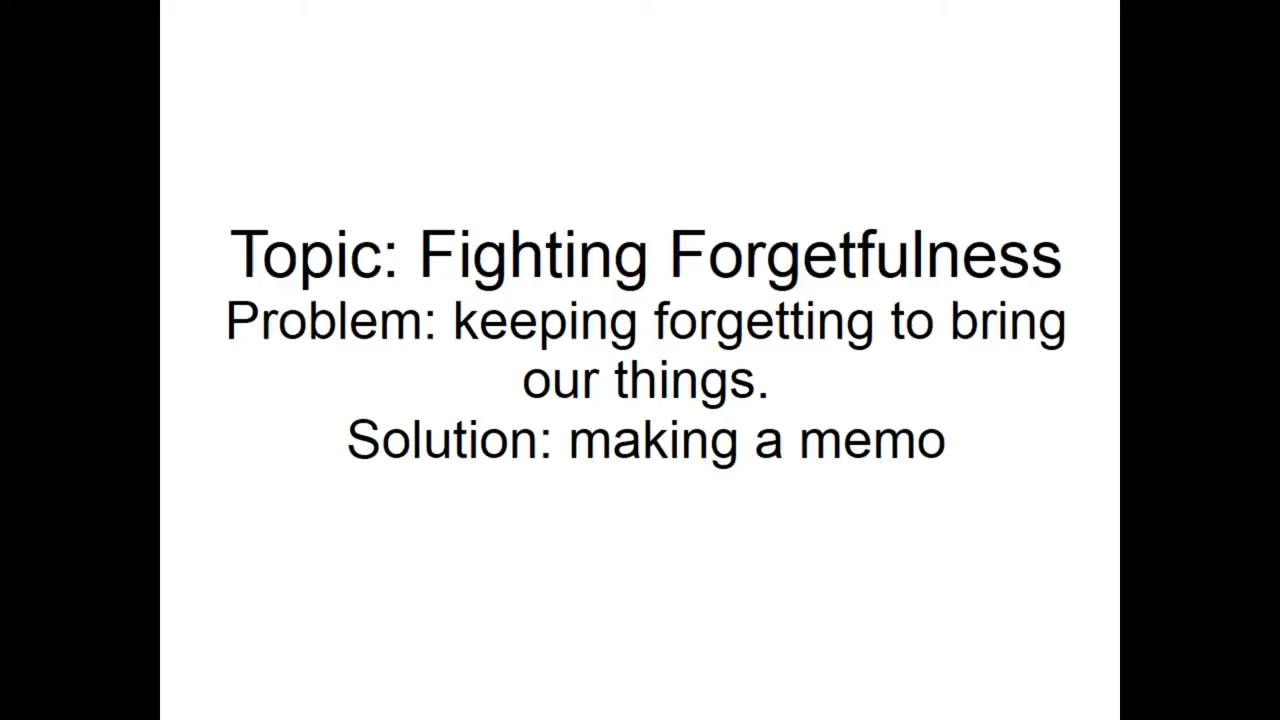 Topic: Fighting Forgetfulness
Problem: keeping forgetting to bring
our things.
Solution: making a memo